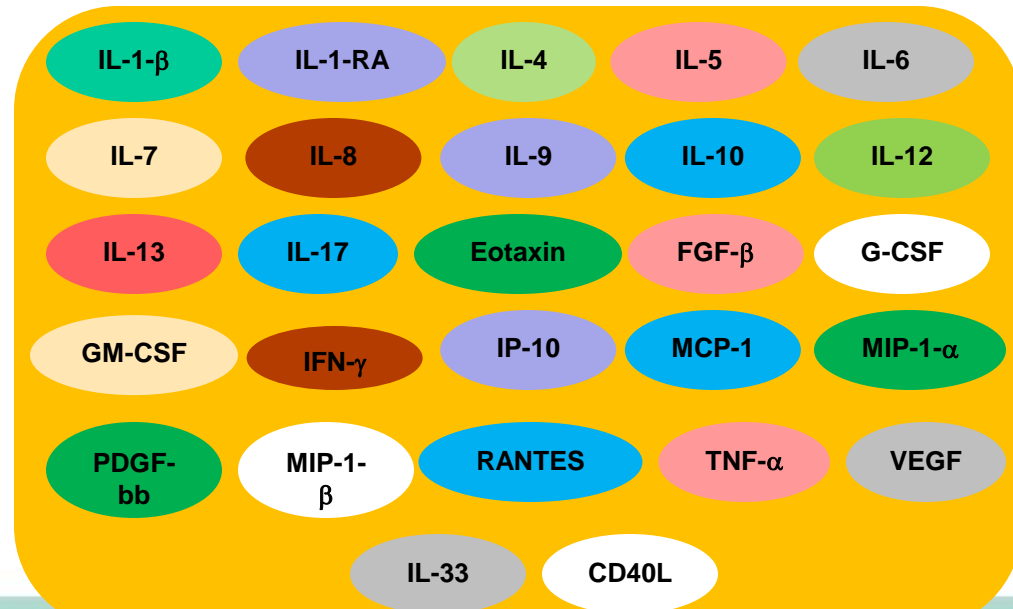 IL-1-β IL-1-RA IL-4 IL-5 IL-6
IL-7 IL-8 IL-9 IL-10 IL-12
IL-13 IL-17 Eotaxin FGF-β G-CSF
GM-CSF IFN-γ IP-10 MCP-1 MIP-1-α
PDGF-
bb
MIP-1-
β
RANTES TNF-α VEGF
IL-33 CD40L